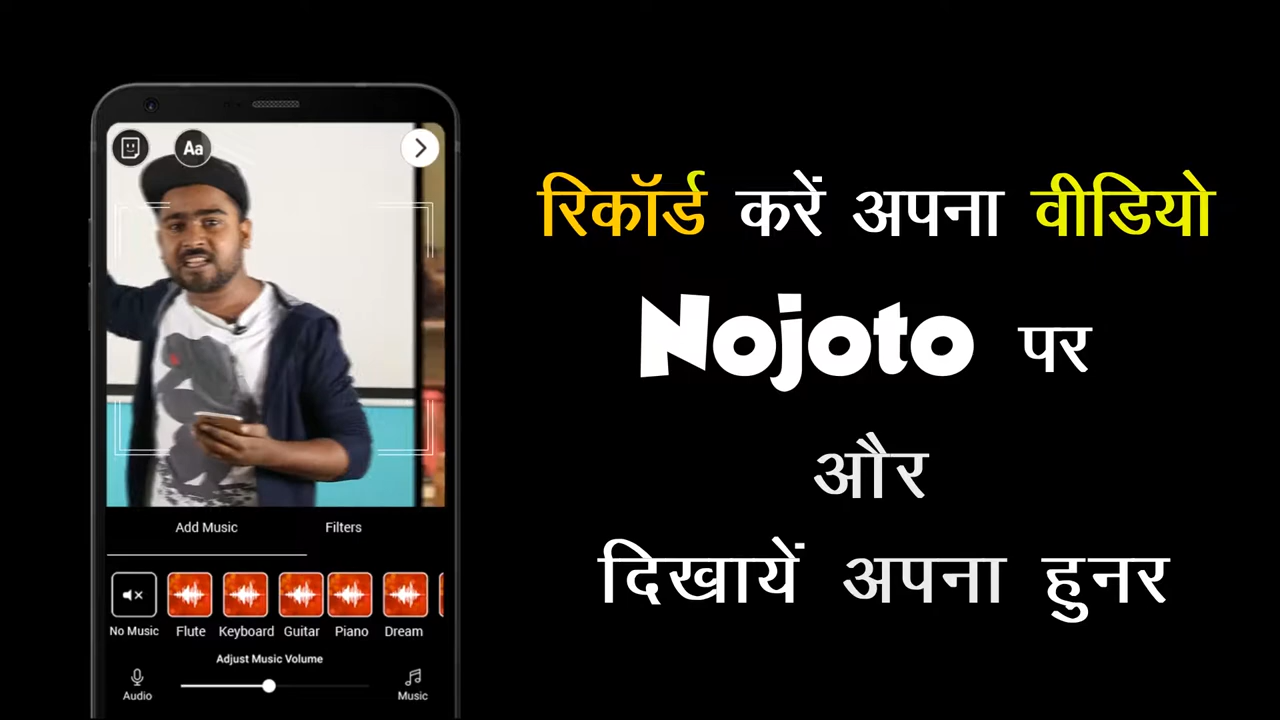 Aa
रिकॉर्ड करें अपना वीडियो
Nojoto पर
और
दिखायें अपना हुनर
Add Music Filters
No Music Flute Keyboard Guitar Piano Dream
Adjust Music Volume
Audio Music